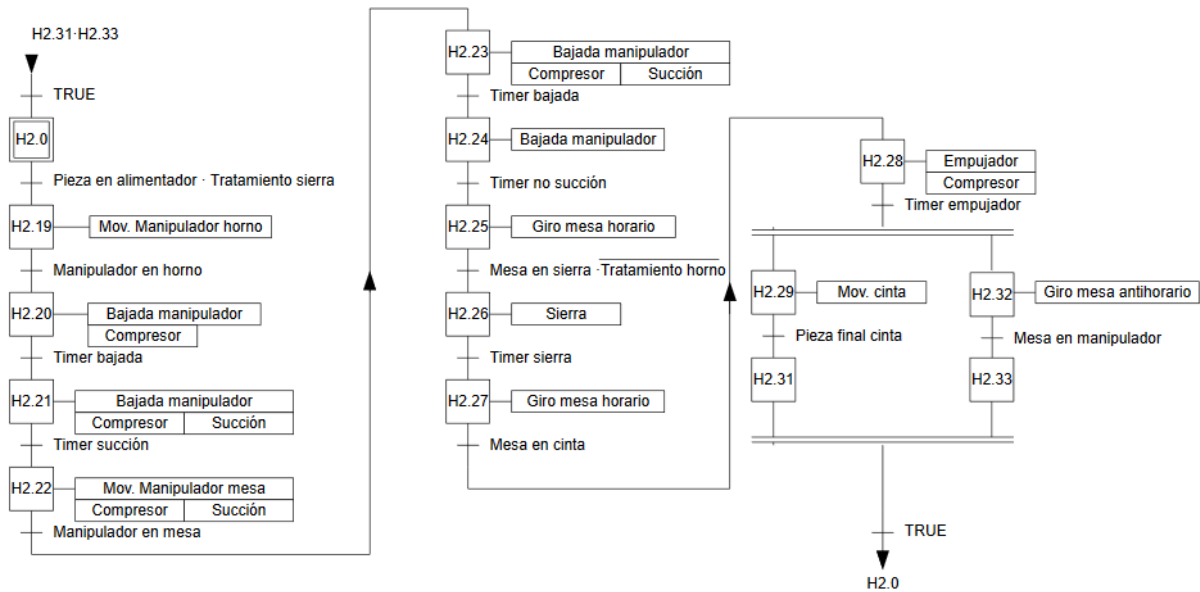 H2.31·H2.33
TRUE
H2.0
Pieza en alimentador · Tratamiento sierra
H2.19
Mov. Manipulador horno
Manipulador en horno
H2.20
Bajada manipulador
Compresor
Timer bajada
H2.21
Bajada manipulador
Compresor
Succión
Timer succión
H2.22
Mov. Manipulador mesa
Compresor
Succión
Manipulador en mesa
H2.23
Bajada manipulador
Compresor
Succión
Timer bajada
H2.24
Bajada manipulador
Timer no succión
H2.25
Giro mesa horario
Mesa en sierra · Tratamiento horno
H2.26
Sierra
Timer sierra
H2.27
Giro mesa horario
Mesa en cinta
H2.28
Empujador
Compresor
Timer empujador
H2.29
Mov. cinta
Pieza final cinta
H2.31
H2.32
Giro mesa antihorario
Mesa en manipulador
H2.33
TRUE
H2.0